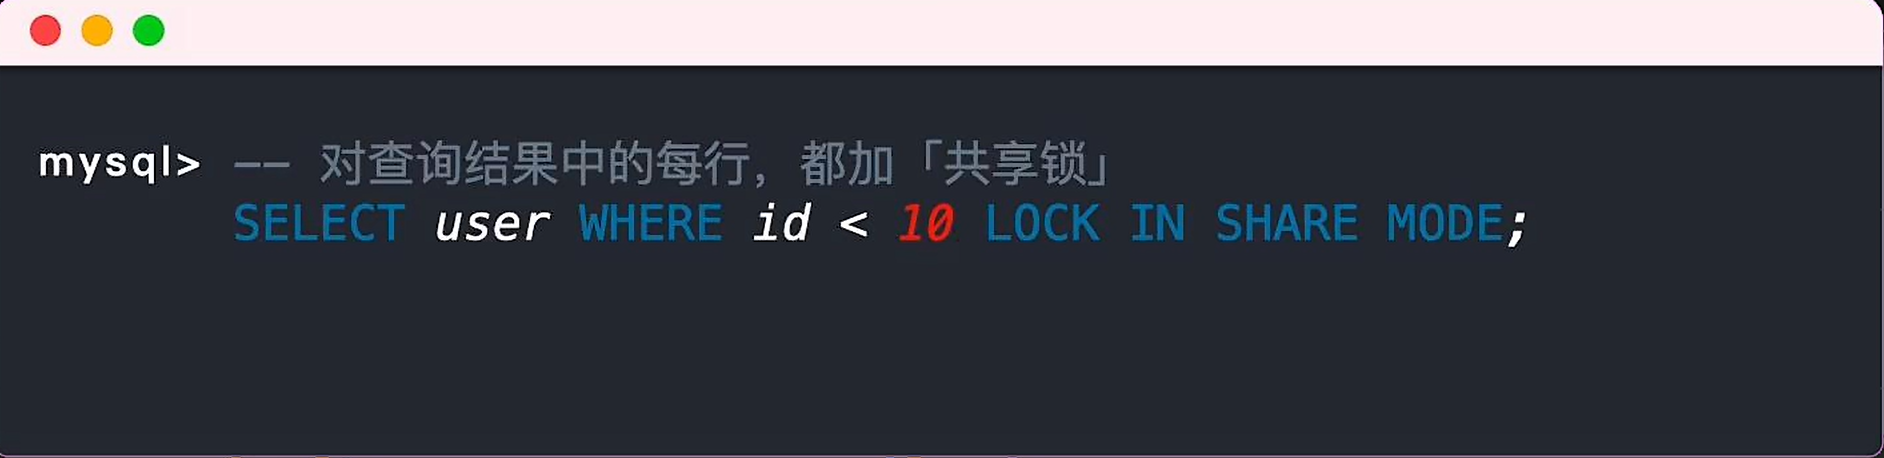 mysql> -- 对查询结果中的每行，都加「共享锁」
SELECT user WHERE id < 10 LOCK IN SHARE MODE;